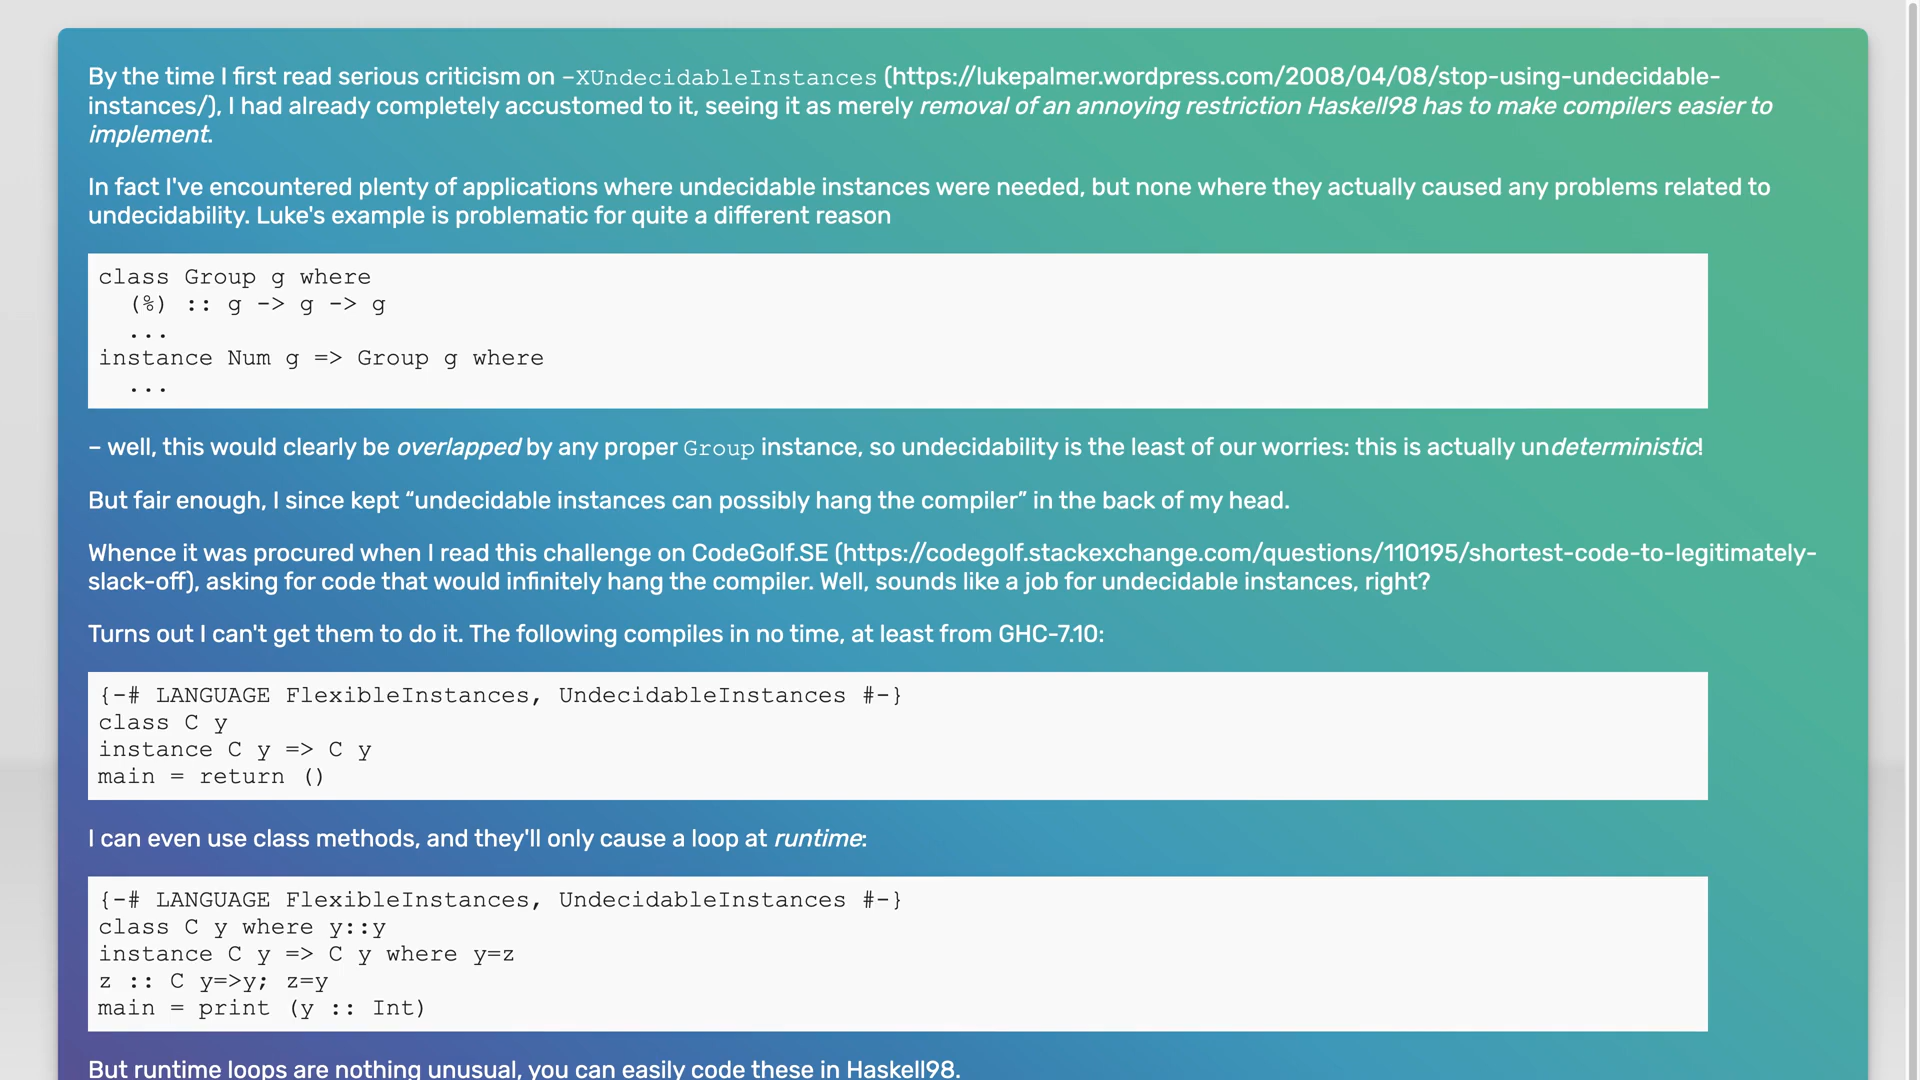 By the time I first read serious criticism on -XUndecidableInstances (https://lukepalmer.wordpress.com/2008/04/08/stop-using-undecidable-
instances/), I had already completely accustomed to it, seeing it as merely removal of an annoying restriction Haskell98 has to make compilers easier to
implement.
In fact I've encountered plenty of applications where undecidable instances were needed, but none where they actually caused any problems related to
undecidability. Luke's example is problematic for quite a different reason
class Group g where
  (%) :: g -> g -> g
  ...
instance Num g => Group g where
  ...
– well, this would clearly be overlapped by any proper Group instance, so undecidability is the least of our worries: this is actually undeterministic!
But fair enough, I since kept “undecidable instances can possibly hang the compiler” in the back of my head.
Whence it was procured when I read this challenge on CodeGolf.SE (https://codegolf.stackexchange.com/questions/110195/shortest-code-to-legitimately-
slack-off), asking for code that would infinitely hang the compiler. Well, sounds like a job for undecidable instances, right?
Turns out I can't get them to do it. The following compiles in no time, at least from GHC-7.10:
{-# LANGUAGE FlexibleInstances, UndecidableInstances #-}
class C y
instance C y => C y
main = return ()
I can even use class methods, and they'll only cause a loop at runtime:
{-# LANGUAGE FlexibleInstances, UndecidableInstances #-}
class C y where y::y
instance C y => C y where y=z
z :: C y=>y; z=y
main = print (y :: Int)
But runtime loops are nothing unusual, you can easily code these in Haskell98.